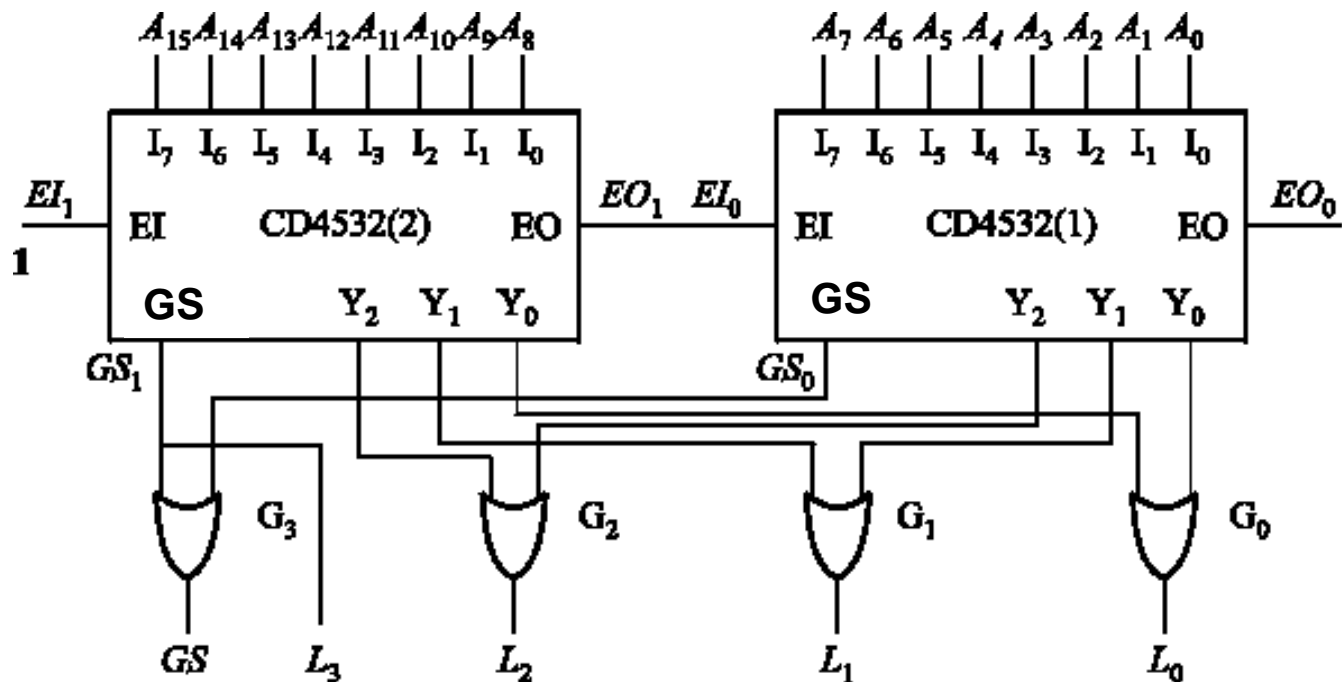 A₁₅ A₁₄ A₁₃ A₁₂ A₁₁ A₁₀ A₉ A₈ A₇ A₆ A₅ A₄ A₃ A₂ A₁ A₀
I₇ I₆ I₅ I₄ I₃ I₂ I₁ I₀ I₇ I₆ I₅ I₄ I₃ I₂ I₁ I₀
EI₁ EO₁ EI₀ EO₀
EI CD4532(2) EO EI CD4532(1) EO
1
GS Y₂ Y₁ Y₀ GS Y₂ Y₁ Y₀
GS₁ GS₀
G₃ G₂ G₁ G₀
GS L₃ L₂ L₁ L₀